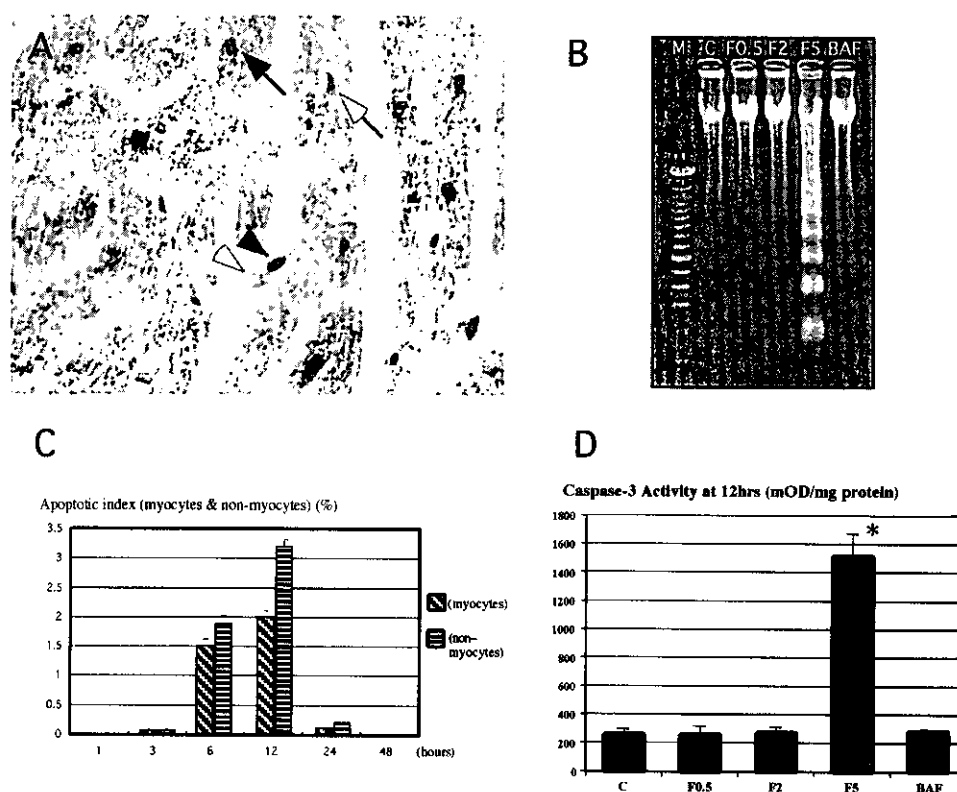 A
B
M C F0.5 F2 F5 BAF
C
Apoptotic index (myocytes & non-myocytes) (%)
3.5
3
2.5
2
1.5
1
0.5
0
1 3 6 12 24 48 (hours)
(myocytes)
(non-
myocytes)
D
Caspase-3 Activity at 12hrs (mOD/mg protein)
1800
1600
1400
1200
1000
800
600
400
200
0
*
C F0.5 F2 F5 BAF